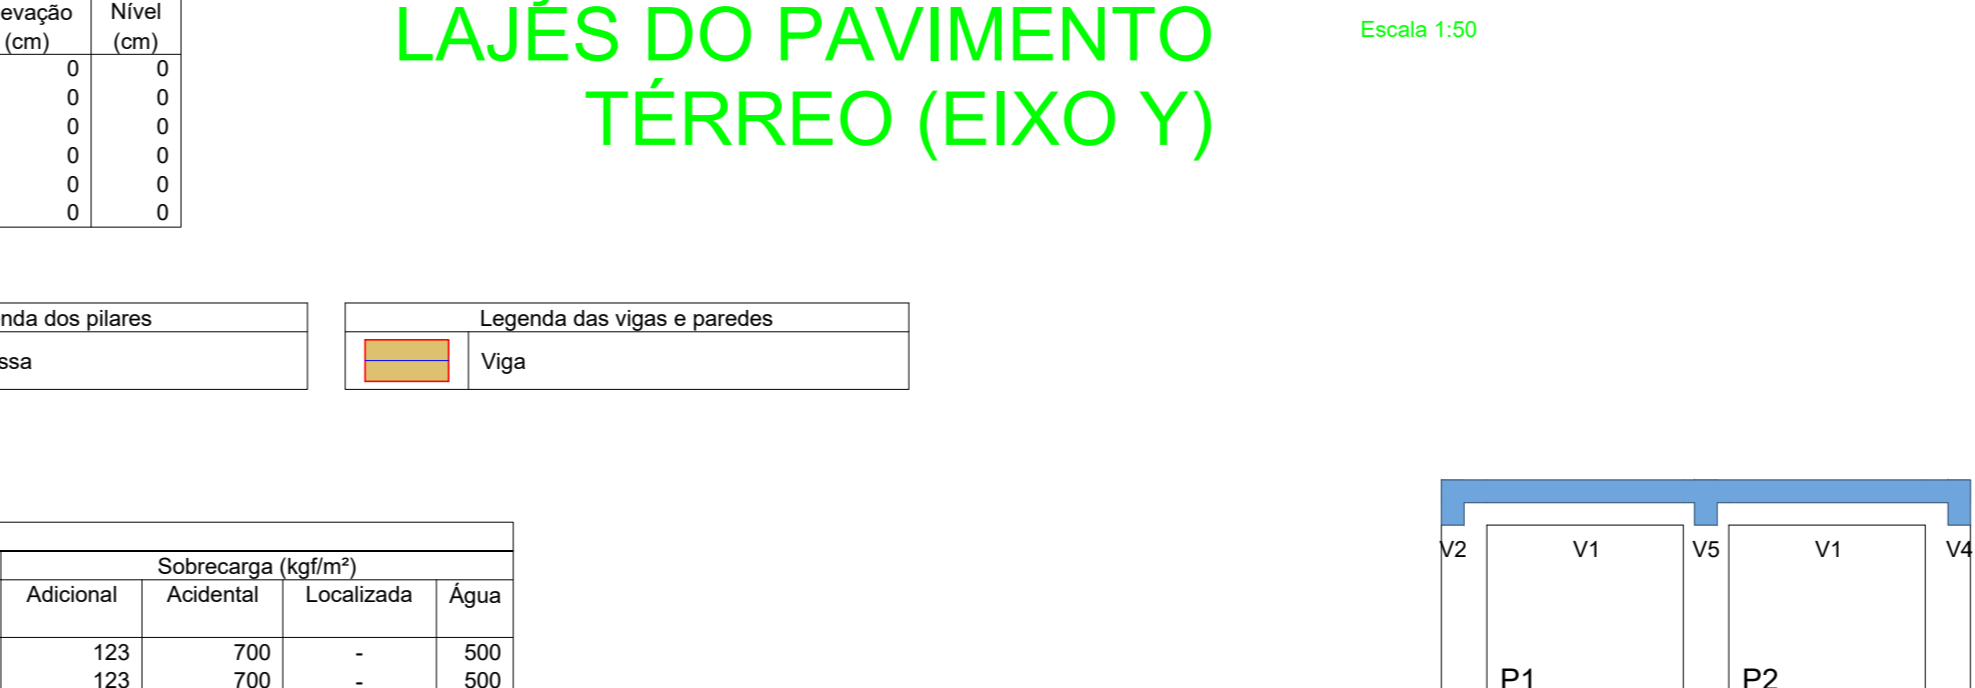 evação Nível
(cm) (cm)
0 0
0 0
0 0
0 0
0 0
0 0
LAJES DO PAVIMENTO
TÉRREO (EIXO Y)
Escala 1:50
nda dos pilares
ssa
Legenda das vigas e paredes
Viga
Sobrecarga (kgf/m²)
Adicional Acidental Localizada Água
123 700 - 500
123 700 - 500
V2 V1 V5 V1 V4
P1 P2